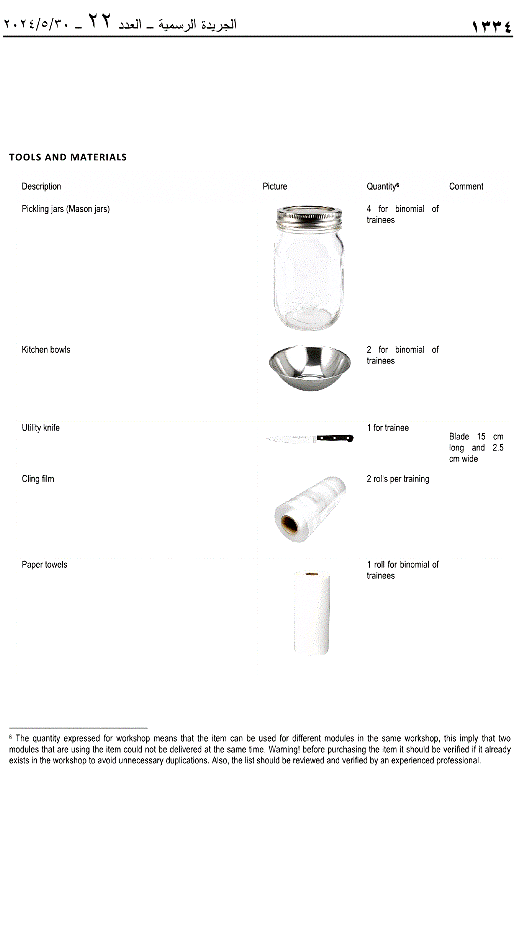 ١٣٣٤ الجريدة الرسمية – العدد ٢٢ – ٢٠٢٤/٥/٣٠
TOOLS AND MATERIALS
Description Picture Quantity⁶ Comment
Pickling jars (Mason jars) 4 for binomial of
trainees
Kitchen bowls 2 for binomial of
trainees
Utility knife 1 for trainee
Blade 15 cm
long and 2.5
cm wide
Cling film 2 rolls per training
Paper towels 1 roll for binomial of
trainees
⁶ The quantity expressed for workshop means that the item can be used for different modules in the same workshop, this imply that two
modules that are using the item could not be delivered at the same time. Warning! before purchasing the item it should be verified if it already
exists in the workshop to avoid unnecessary duplications. Also, the list should be reviewed and verified by an experienced professional.